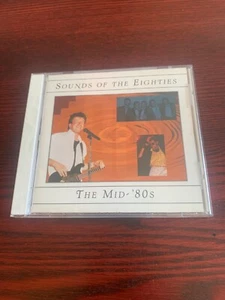 SOUNDS OF THE EIGHTIES
THE MID-'80S